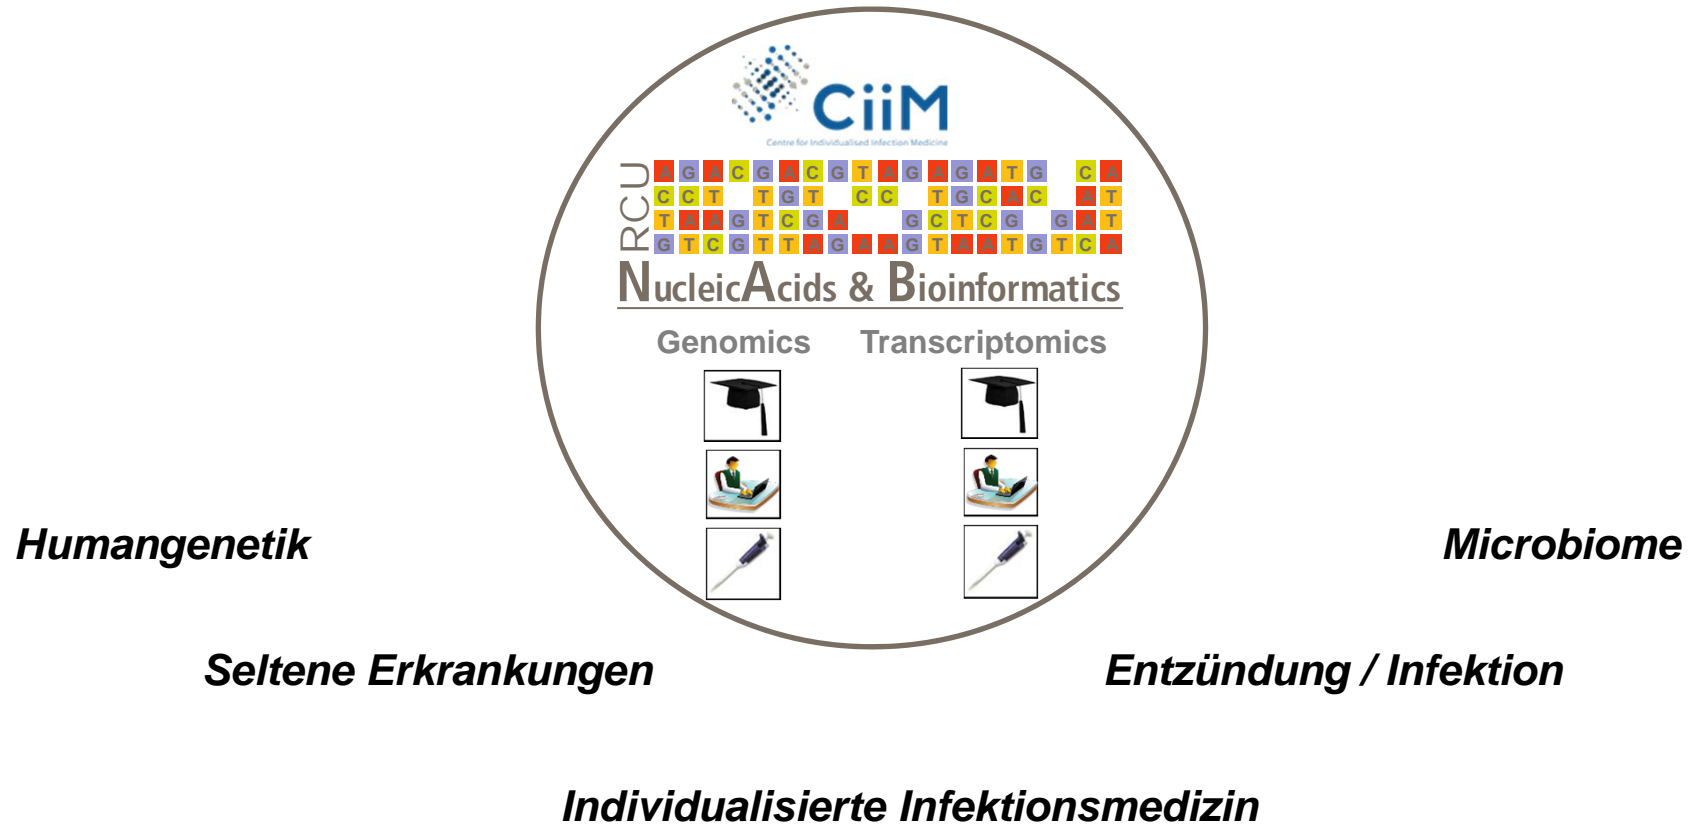 CiiM
Centre for Individualised Infection Medicine
RCU
AGACGACGTAGAGATG CA
CCT TGT CC TGCAC AT
TAAGTCGA GCTCG GAT
GTCGTTAGAAGTAATGTCA
NucleicAcids & Bioinformatics
Genomics Transcriptomics
Humangenetik Microbiome
Seltene Erkrankungen Entzündung / Infektion
Individualisierte Infektionsmedizin